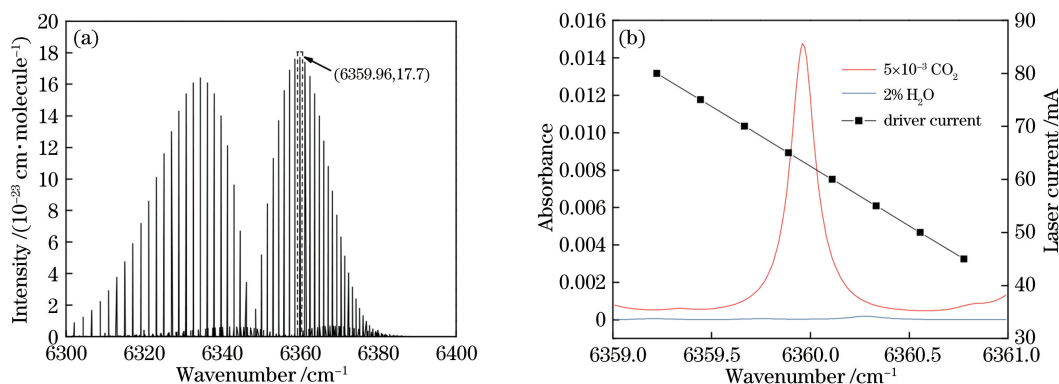 (a)
Intensity /(10⁻²³ cm·molecule⁻¹)
20
18
16
14
12
10
8
6
4
2
0
(6359.96,17.7)
6300 6320 6340 6360 6380 6400
Wavenumber /cm⁻¹
(b)
Absorbance
0.016
0.014
0.012
0.010
0.008
0.006
0.004
0.002
0
5×10⁻³ CO₂
2% H₂O
driver current
90
80
70
60
50
40
30
Laser current /mA
6359.0 6359.5 6360.0 6360.5 6361.0
Wavenumber /cm⁻¹